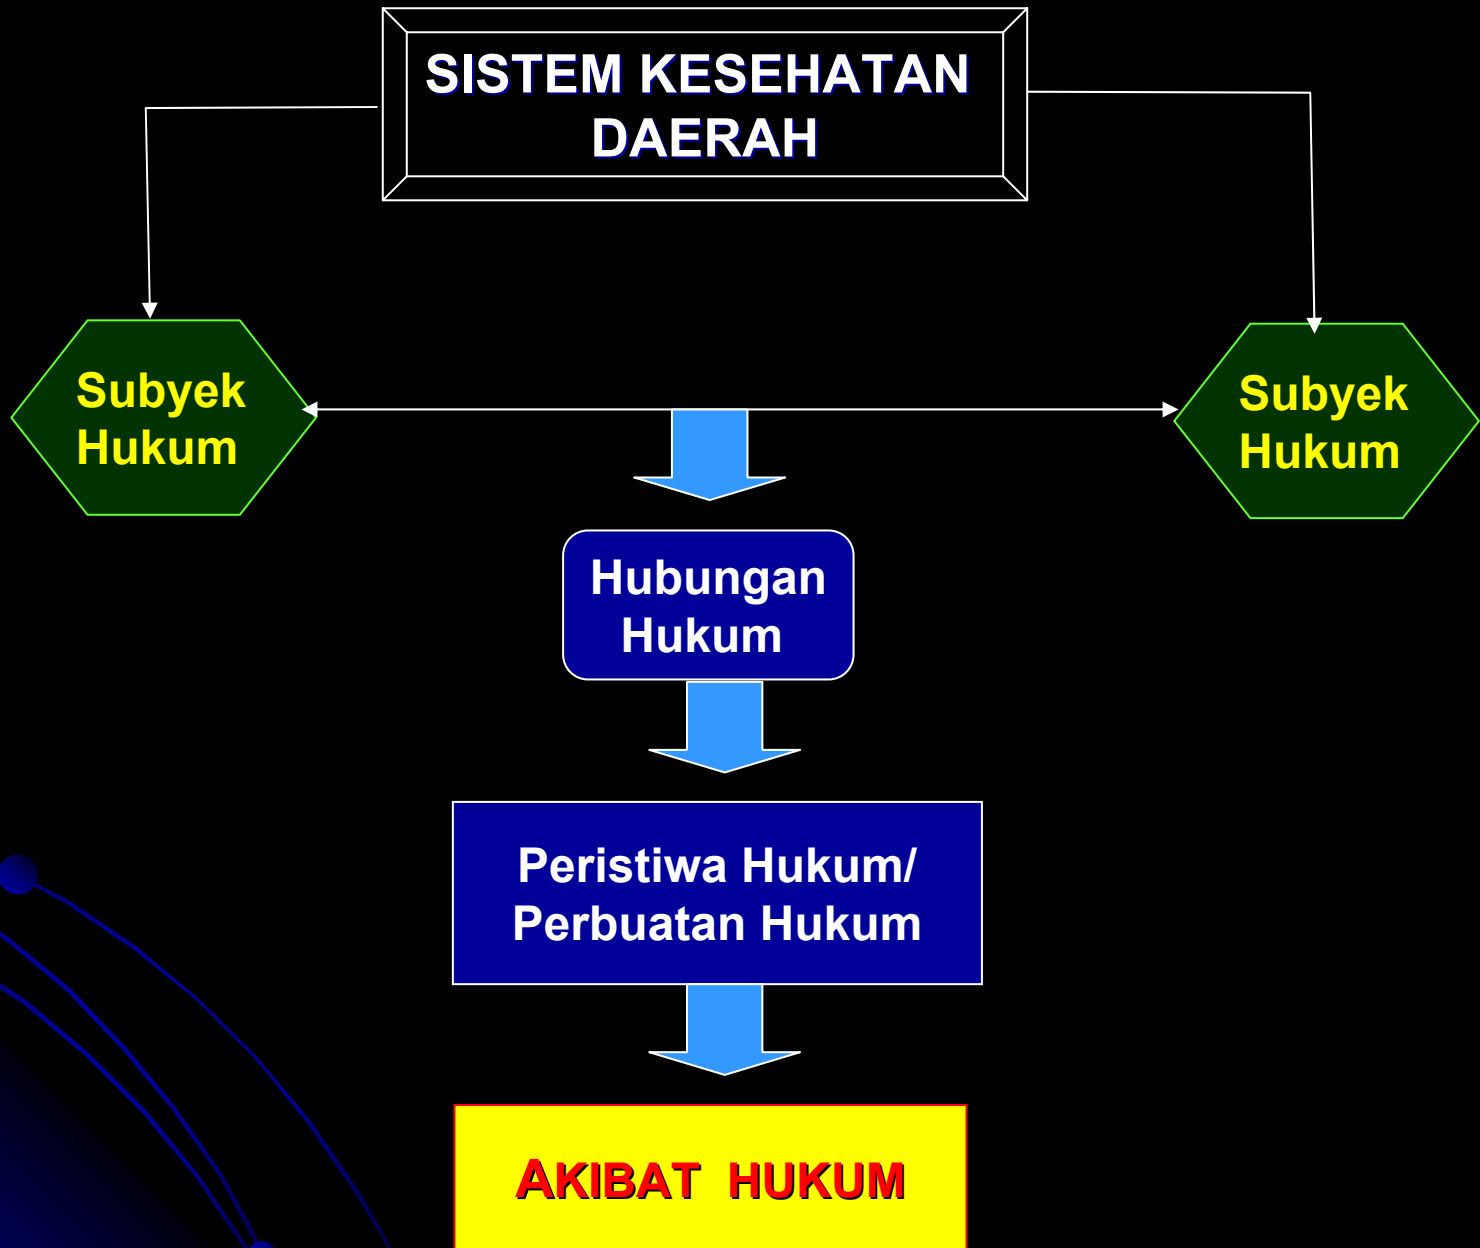 SISTEM KESEHATAN
DAERAH
Subyek
Hukum
Subyek
Hukum
Hubungan
Hukum
Peristiwa Hukum/
Perbuatan Hukum
AKIBAT HUKUM